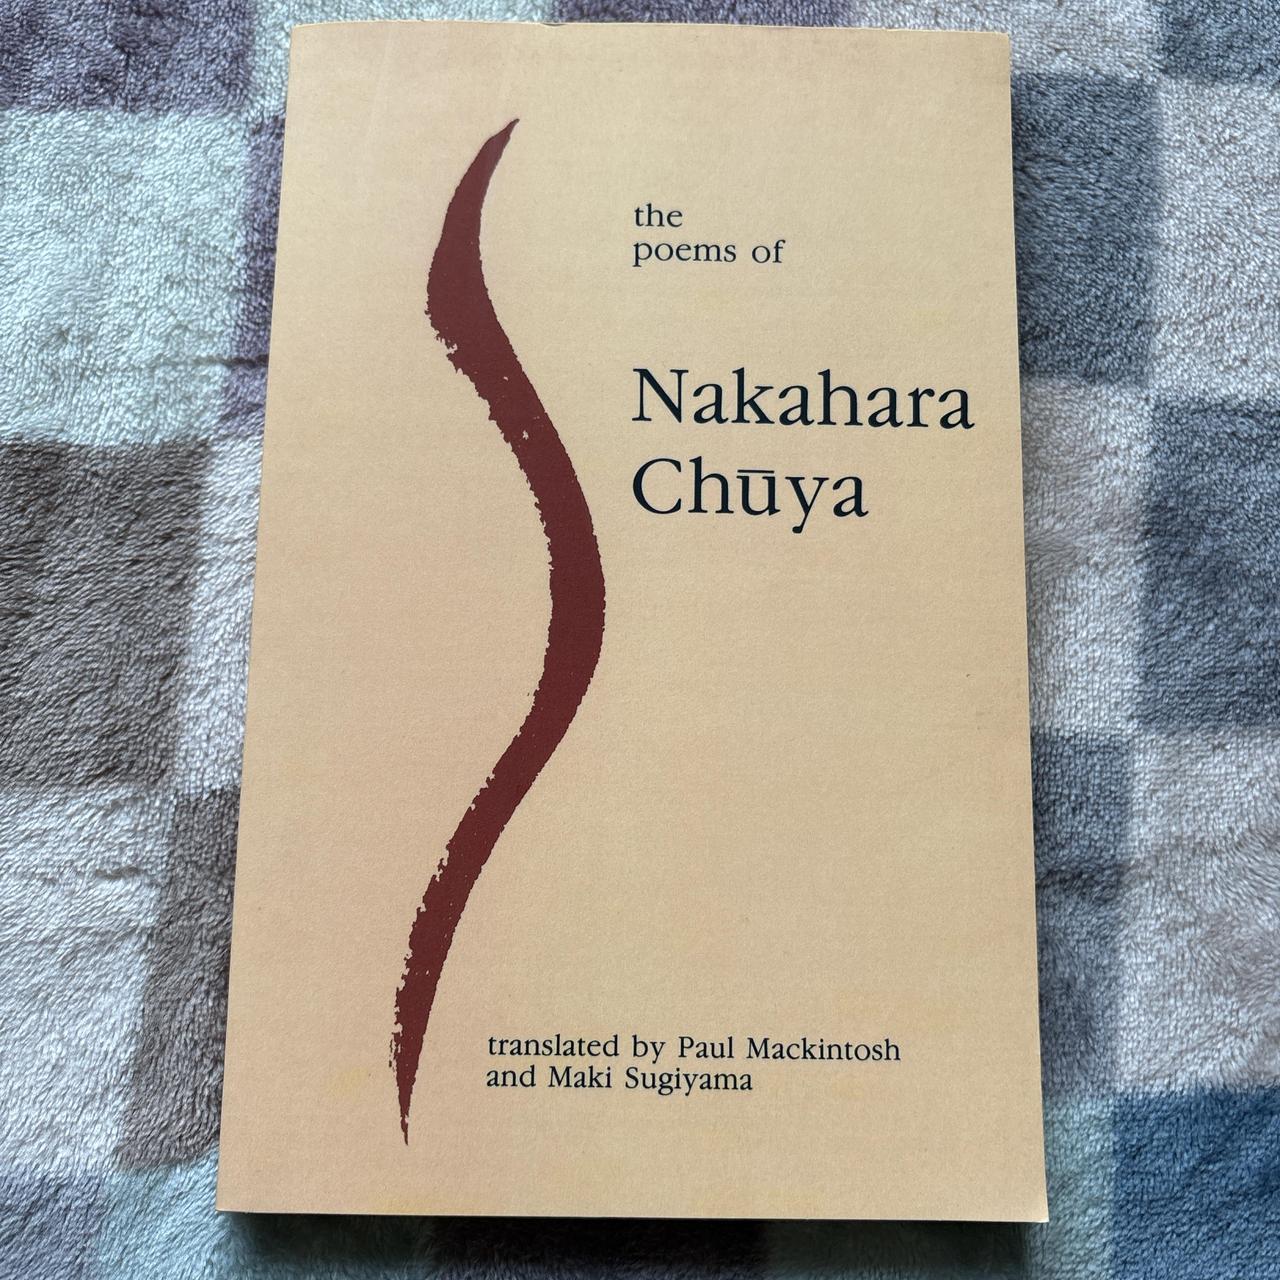 the
poems of
Nakahara
Chūya
translated by Paul Mackintosh
and Maki Sugiyama